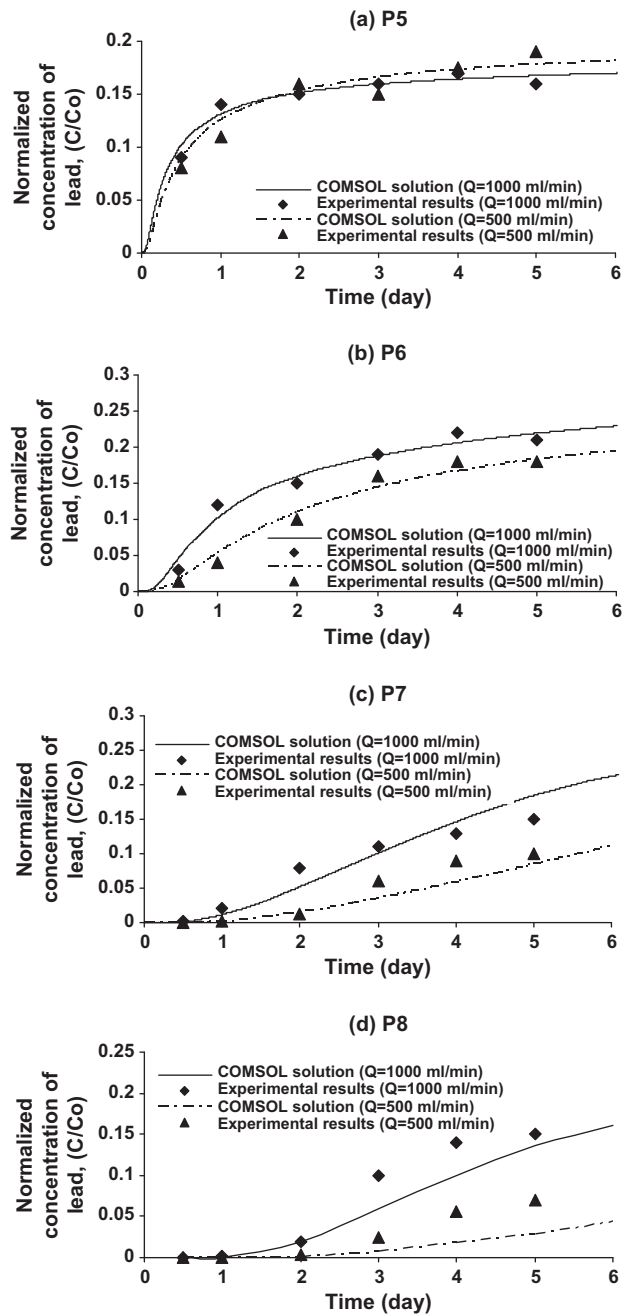 (a) P5
Normalized
concentration of
lead, (C/Co)
0.2
0.15
0.1
0.05
0
COMSOL solution (Q=1000 ml/min)
Experimental results (Q=1000 ml/min)
COMSOL solution (Q=500 ml/min)
Experimental results (Q=500 ml/min)
0 1 2 3 4 5 6
Time (day)
(b) P6
Normalized
concentration of
lead, (C/Co)
0.3
0.25
0.2
0.15
0.1
0.05
0
COMSOL solution (Q=1000 ml/min)
Experimental results (Q=1000 ml/min)
COMSOL solution (Q=500 ml/min)
Experimental results (Q=500 ml/min)
0 1 2 3 4 5 6
Time (day)
(c) P7
Normalized
concentration of
lead, (C/Co)
0.3
0.25
0.2
0.15
0.1
0.05
0
COMSOL solution (Q=1000 ml/min)
Experimental results (Q=1000 ml/min)
COMSOL solution (Q=500 ml/min)
Experimental results (Q=500 ml/min)
0 1 2 3 4 5 6
Time (day)
(d) P8
Normalized
concentration of
lead, (C/Co)
0.25
0.2
0.15
0.1
0.05
0
COMSOL solution (Q=1000 ml/min)
Experimental results (Q=1000 ml/min)
COMSOL solution (Q=500 ml/min)
Experimental results (Q=500 ml/min)
0 1 2 3 4 5 6
Time (day)